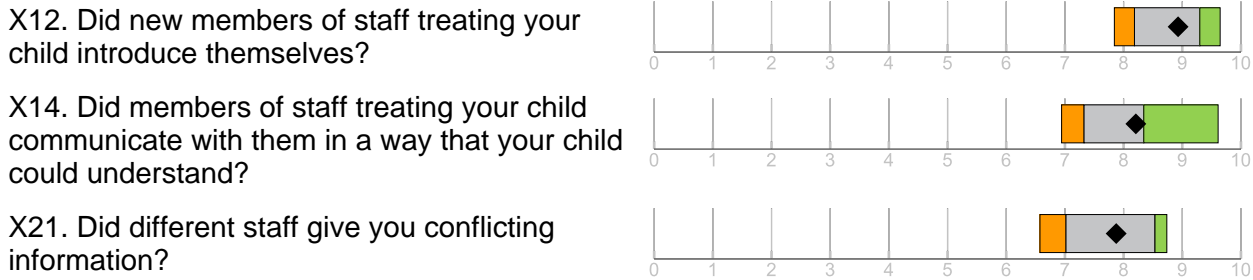 X12. Did new members of staff treating your
child introduce themselves?
0 1 2 3 4 5 6 7 8 9 10
X14. Did members of staff treating your child
communicate with them in a way that your child
could understand?
0 1 2 3 4 5 6 7 8 9 10
X21. Did different staff give you conflicting
information?
0 1 2 3 4 5 6 7 8 9 10